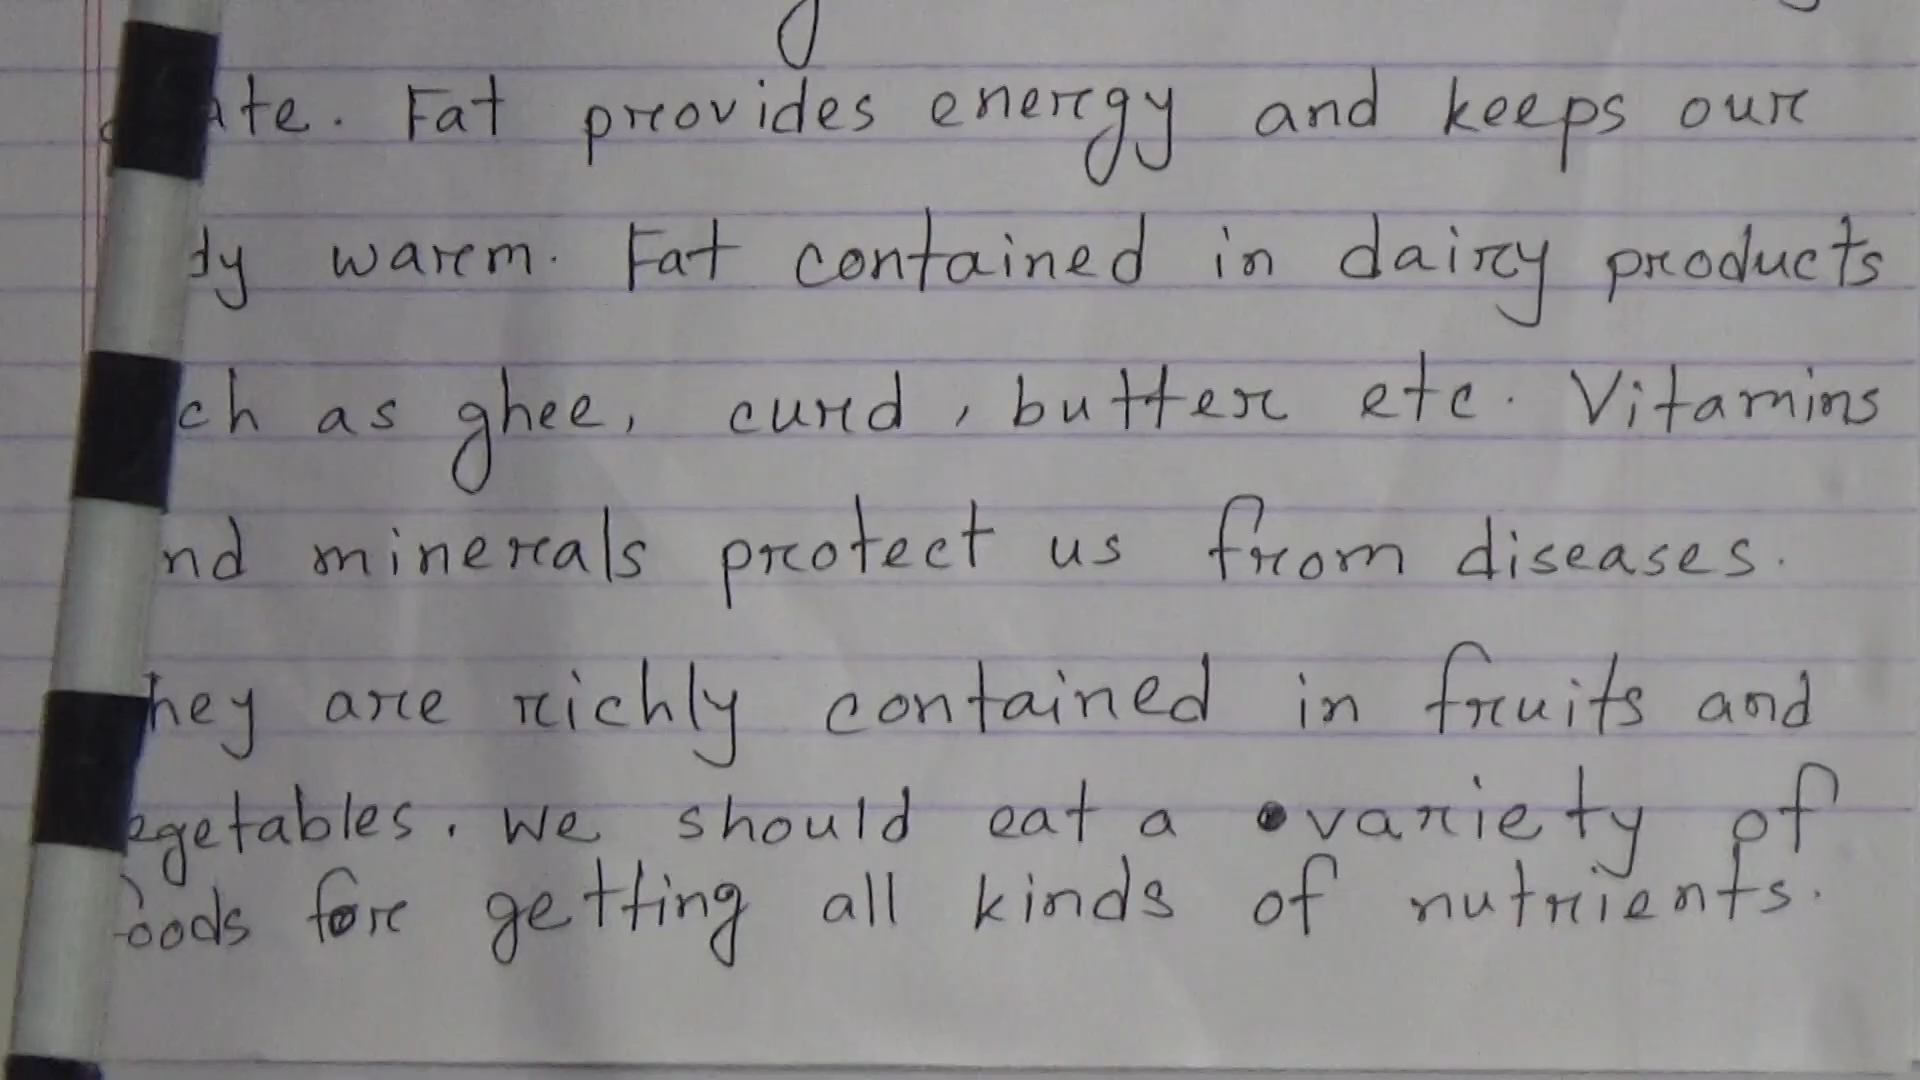 Fat provides energy and keeps our
warm. Fat contained in dairy products
as ghee, curd, butter etc. Vitamins
minerals protect us from diseases.
are richly contained in fruits and
We should eat a variety of
for getting all kinds of nutrients.